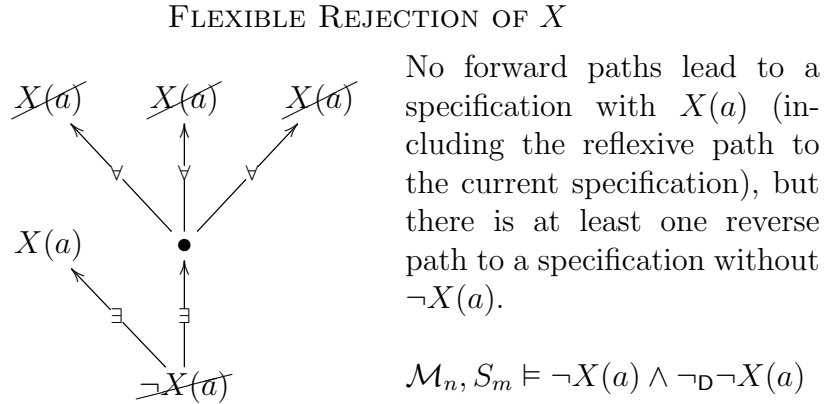 FLEXIBLE REJECTION OF X
X(a) X(a) X(a)
∀ ∀ ∀
X(a)
∃ ∃
¬X(a)
No forward paths lead to a
specification with X(a) (in-
cluding the reflexive path to
the current specification), but
there is at least one reverse
path to a specification without
¬X(a).
ℳₙ, Sₘ ⊨ ¬X(a) ∧ ¬_D¬X(a)